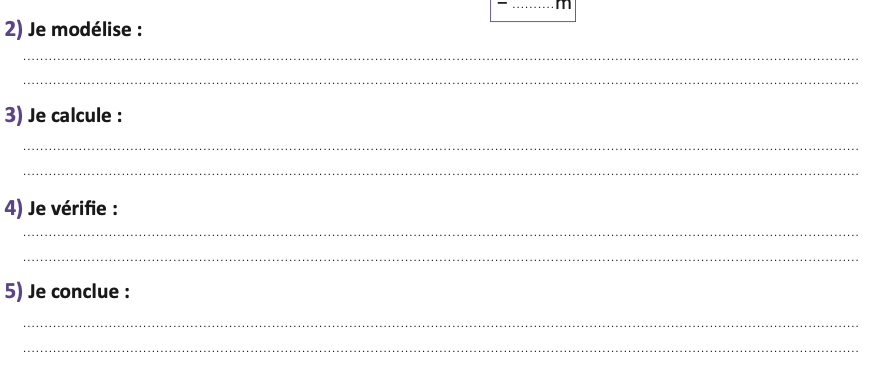 = ..........m
2) Je modélise :
3) Je calcule :
4) Je vérifie :
5) Je conclue :